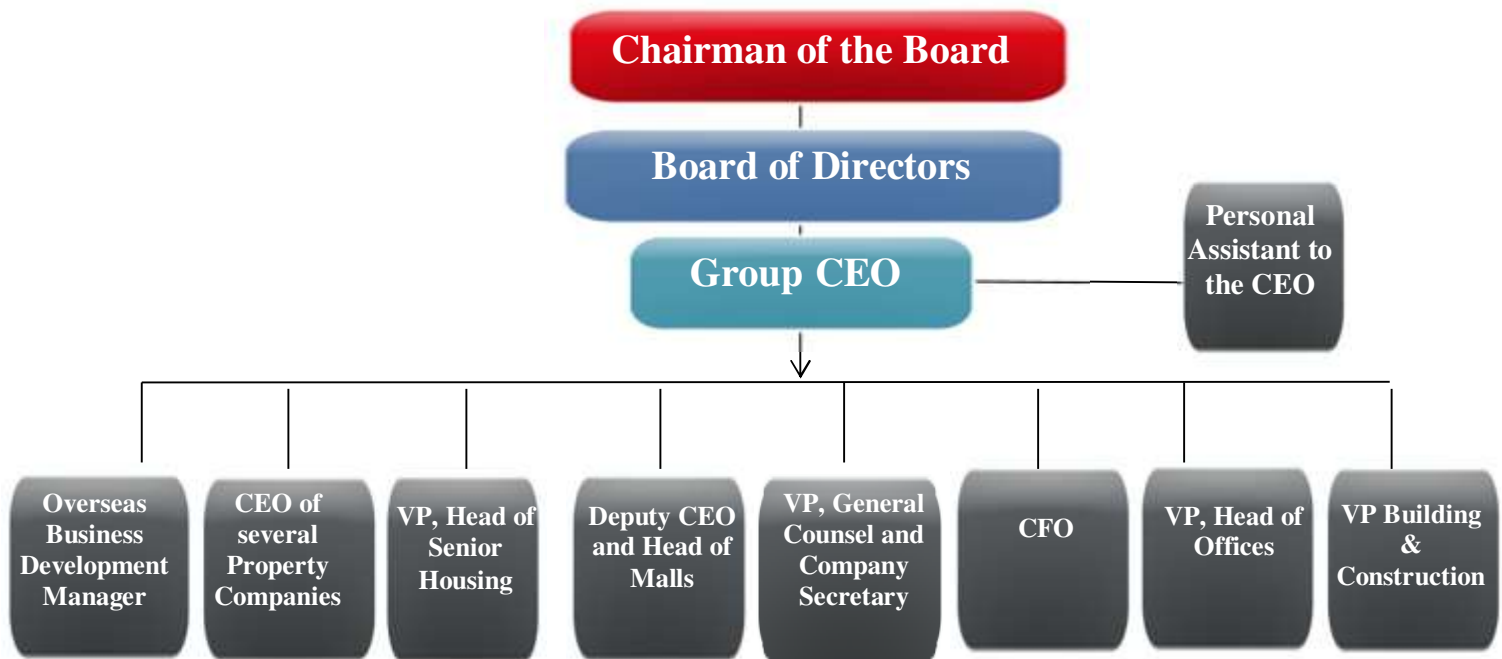 Chairman of the Board
Board of Directors
Group CEO
Personal
Assistant to
the CEO
Overseas
Business
Development
Manager
CEO of
several
Property
Companies
VP, Head of
Senior
Housing
Deputy CEO
and Head of
Malls
VP, General
Counsel and
Company
Secretary
CFO
VP, Head of
Offices
VP Building
&
Construction